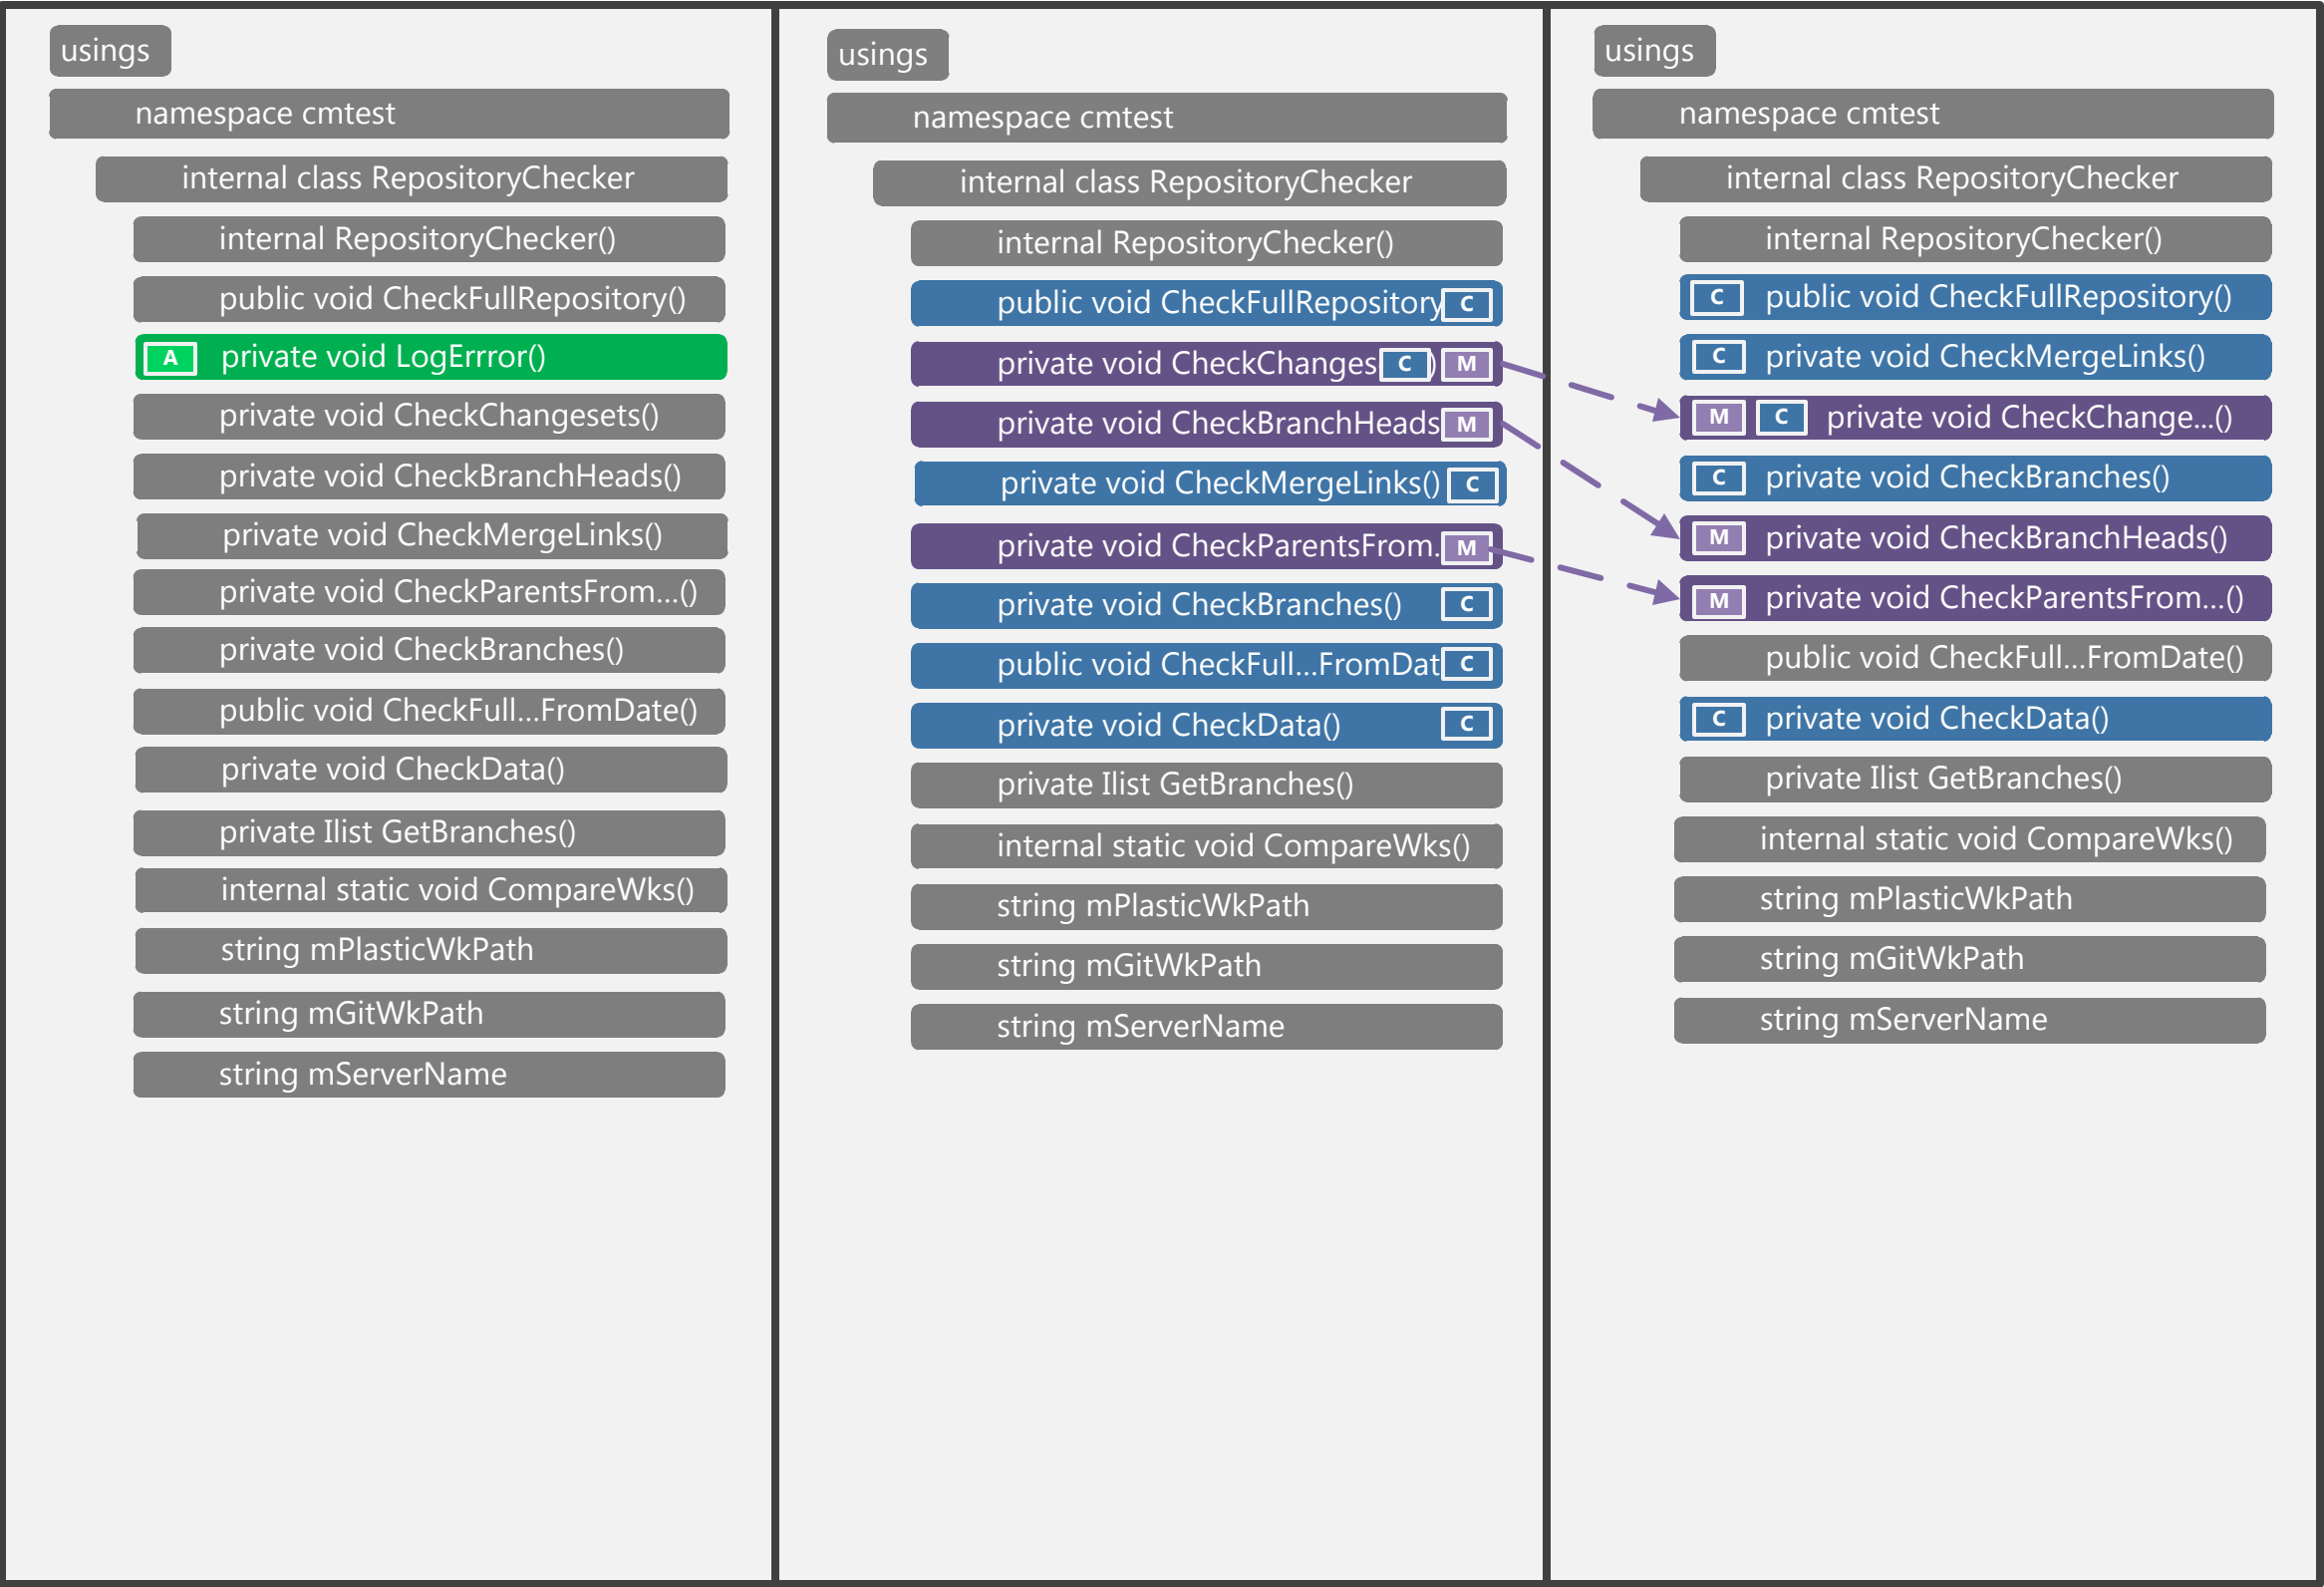 usings
namespace cmtest
internal class RepositoryChecker
internal RepositoryChecker()
public void CheckFullRepository()
A private void LogErrror()
private void CheckChangesets()
private void CheckBranchHeads()
private void CheckMergeLinks()
private void CheckParentsFrom...()
private void CheckBranches()
public void CheckFull...FromDate()
private void CheckData()
private Ilist GetBranches()
internal static void CompareWks()
string mPlasticWkPath
string mGitWkPath
string mServerName
usings
namespace cmtest
internal class RepositoryChecker
internal RepositoryChecker()
public void CheckFullRepository C
private void CheckChanges C ) M
private void CheckBranchHeads M
private void CheckMergeLinks() C
private void CheckParentsFrom. M
private void CheckBranches() C
public void CheckFull...FromDat C
private void CheckData() C
private Ilist GetBranches()
internal static void CompareWks()
string mPlasticWkPath
string mGitWkPath
string mServerName
usings
namespace cmtest
internal class RepositoryChecker
internal RepositoryChecker()
C public void CheckFullRepository()
C private void CheckMergeLinks()
M C private void CheckChange...()
C private void CheckBranches()
M private void CheckBranchHeads()
M private void CheckParentsFrom...()
public void CheckFull...FromDate()
C private void CheckData()
private Ilist GetBranches()
internal static void CompareWks()
string mPlasticWkPath
string mGitWkPath
string mServerName